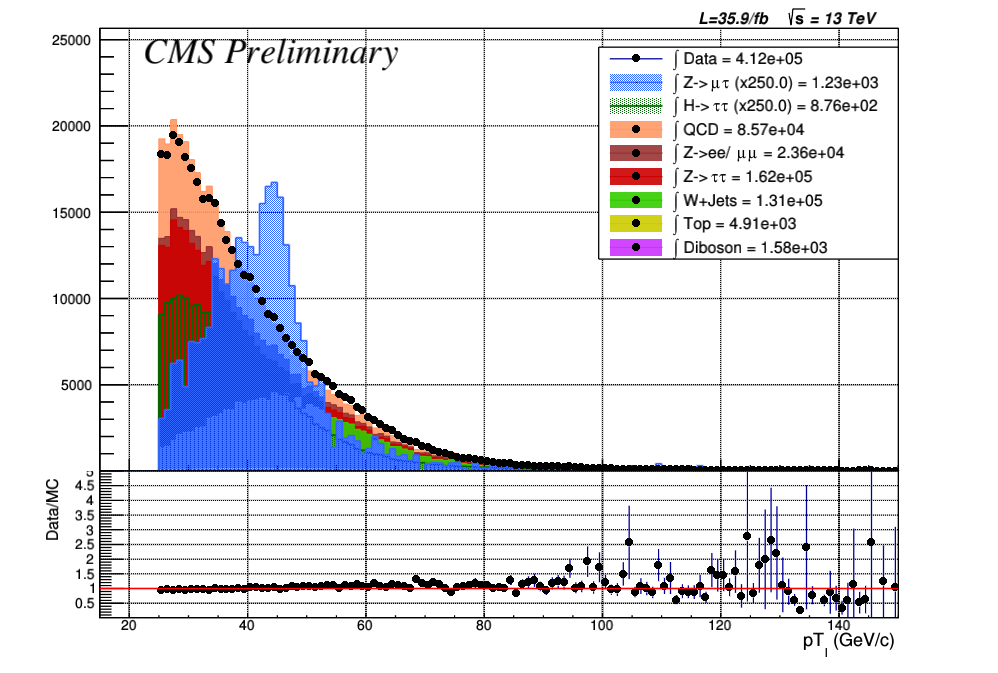 L=35.9/fb √s = 13 TeV
CMS Preliminary
25000
20000
15000
10000
5000
∫ Data = 4.12e+05
∫ Z->μτ (x250.0) = 1.23e+03
∫ H->ττ (x250.0) = 8.76e+02
∫ QCD = 8.57e+04
∫ Z->ee/ μμ = 2.36e+04
∫ Z->ττ = 1.62e+05
∫ W+Jets = 1.31e+05
∫ Top = 4.91e+03
∫ Diboson = 1.58e+03
Data/MC
4.5
4
3.5
3
2.5
2
1.5
1
0.5
20 40 60 80 100 120 140
pT_l (GeV/c)